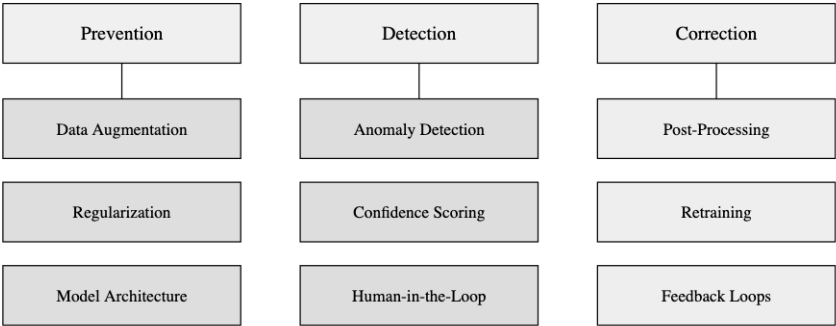 Prevention
Detection
Correction
Data Augmentation
Anomaly Detection
Post-Processing
Regularization
Confidence Scoring
Retraining
Model Architecture
Human-in-the-Loop
Feedback Loops